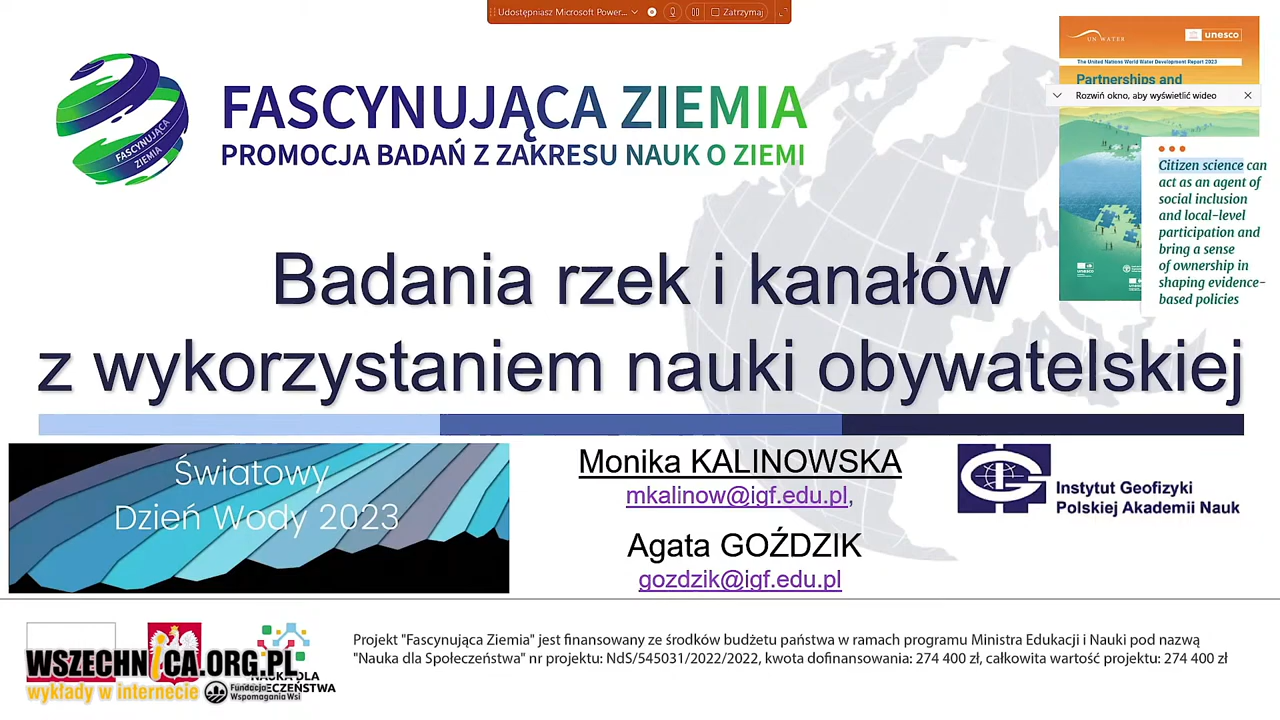 Udostępniasz Microsoft Power...
Zatrzymaj
UN WATER
unesco
The United Nations World Water Development Report 2023
Partnerships and
Rozwiń okno, aby wyświetlić wideo
FASCYNUJĄCA ZIEMIA
PROMOCJA BADAŃ Z ZAKRESU NAUK O ZIEMI
FASCYNUJĄCA
ZIEMIA
Citizen science can
act as an agent of
social inclusion
and local-level
participation and
bring a sense
of ownership in
shaping evidence-
based policies
Badania rzek i kanałów
z wykorzystaniem nauki obywatelskiej
Światowy
Dzień Wody 2023
Monika KALINOWSKA
mkalinow@igf.edu.pl,
Agata GOŹDZIK
gozdzik@igf.edu.pl
Instytut Geofizyki
Polskiej Akademii Nauk
WSZECHNICA.ORG.PL
wykłady w internecie
Fundacja
Wspomagania Wsi
Projekt "Fascynująca Ziemia" jest finansowany ze środków budżetu państwa w ramach programu Ministra Edukacji i Nauki pod nazwą
"Nauka dla Społeczeństwa" nr projektu: NdS/545031/2022/2022, kwota dofinansowania: 274 400 zł, całkowita wartość projektu: 274 400 zł